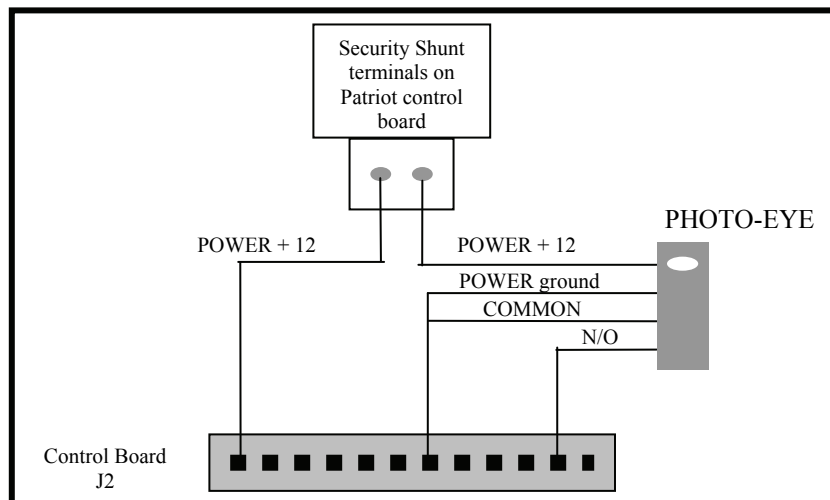 Security Shunt
terminals on
Patriot control
board
PHOTO-EYE
POWER + 12
POWER + 12
POWER ground
COMMON
N/O
Control Board
J2